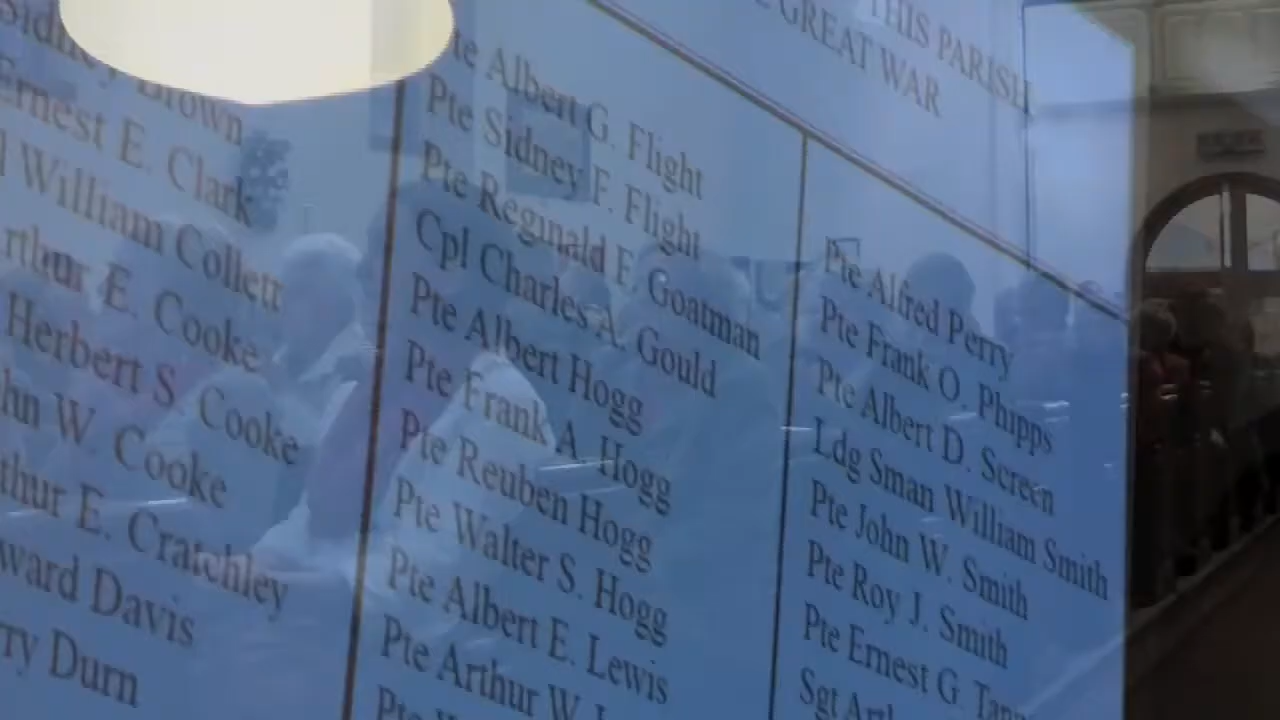 THIS PARISH
GREAT WAR
Sidney Brown
Ernest E. Clark
William Collett
E. Cooke
Herbert S. Cooke
W. Cooke
E. Cratchley
Davis
Durn
Albert G. Flight
Pte Sidney F. Flight
Pte Reginald F. Goatman
Cpl Charles A. Gould
Pte Albert Hogg
Pte Frank A. Hogg
Pte Reuben Hogg
Pte Walter S. Hogg
Pte Albert E. Lewis
Pte Arthur W.
Pte
Pte Alfred Perry
Pte Frank O. Phipps
Pte Albert D. Screen
Ldg Sman William Smith
Pte John W. Smith
Pte Roy J. Smith
Pte Ernest G.
Sgt